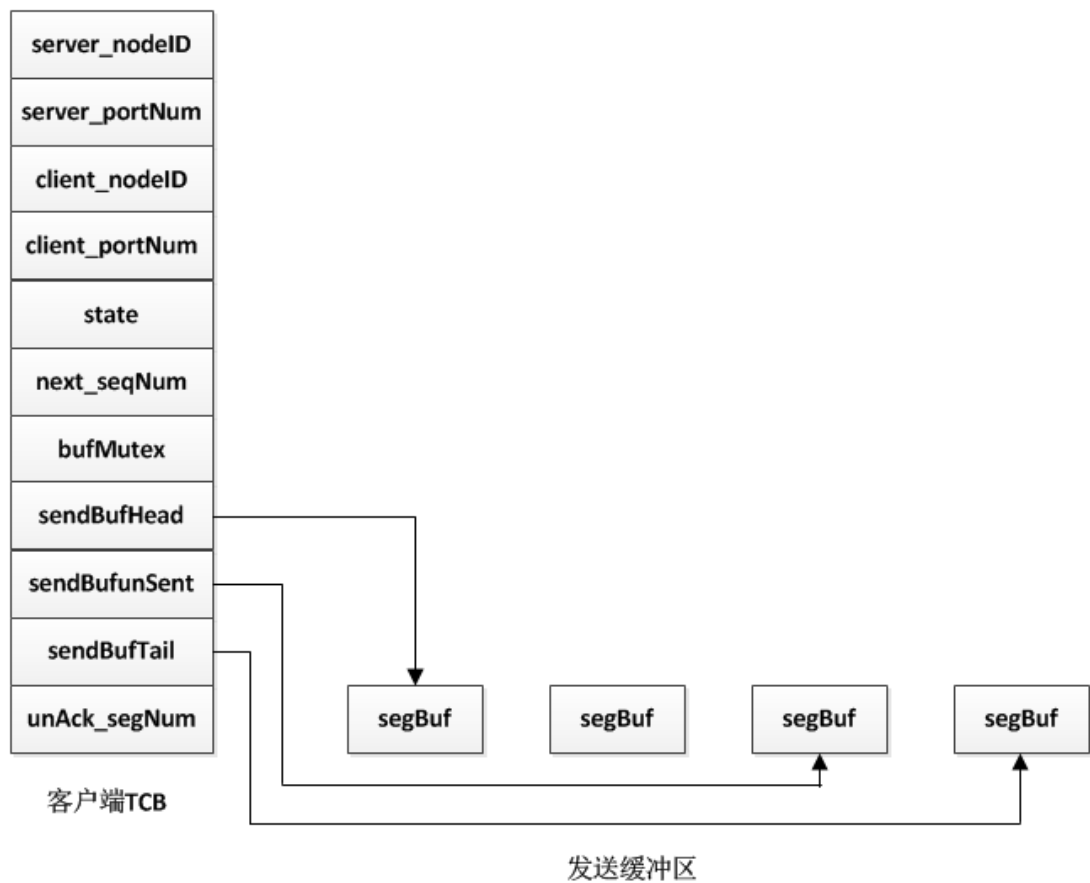 server_nodeID
server_portNum
client_nodeID
client_portNum
state
next_seqNum
bufMutex
sendBufHead
sendBufunSent
sendBufTail
unAck_segNum
segBuf segBuf segBuf segBuf
客户端TCB
发送缓冲区